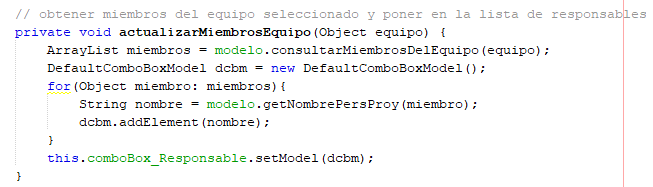 // obtener miembros del equipo seleccionado y poner en la lista de responsables
private void actualizarMiembrosEquipo(Object equipo) {
    ArrayList miembros = modelo.consultarMiembrosDelEquipo(equipo);
    DefaultComboBoxModel dcbm = new DefaultComboBoxModel();
    for(Object miembro: miembros){
        String nombre = modelo.getNombrePersProy(miembro);
        dcbm.addElement(nombre);
    }
    this.comboBox_Responsable.setModel(dcbm);
}